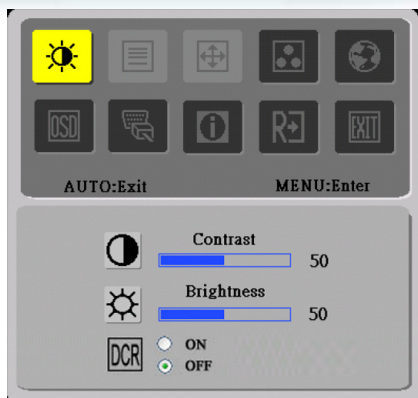 OSD R EXIT
AUTO:Exit MENU:Enter
Contrast
50
Brightness
50
DCR ON
OFF